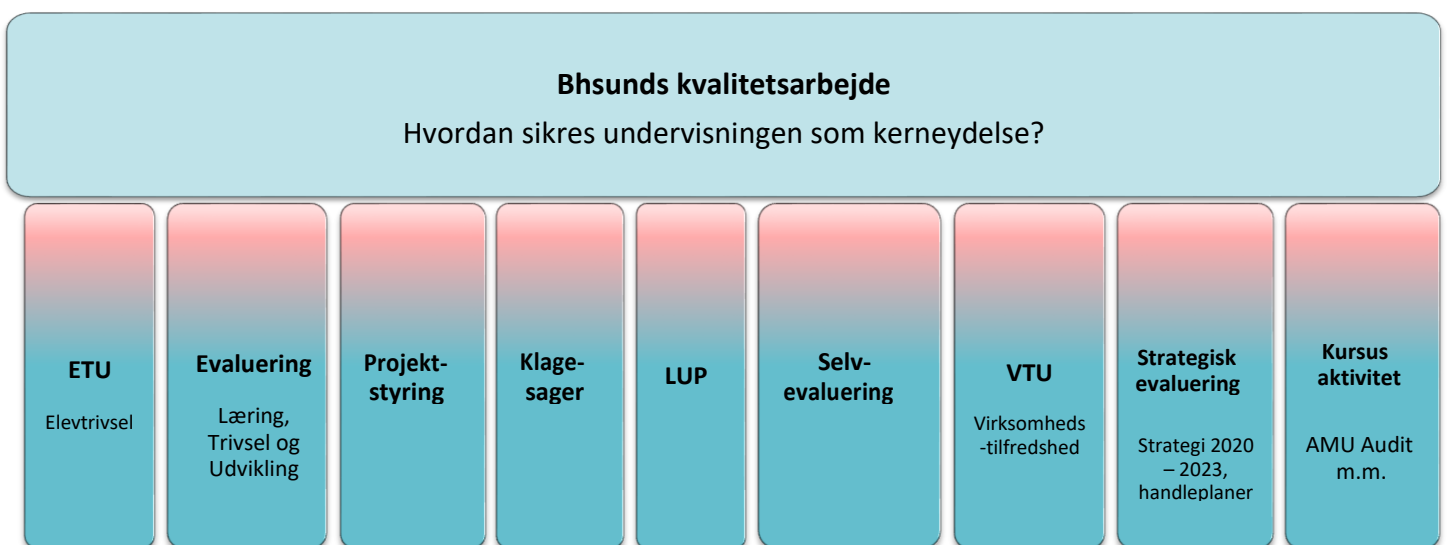 Bhsunds kvalitetsarbejde
Hvordan sikres undervisningen som kerneydelse?
ETU
Elevtrivsel
Evaluering
Læring,
Trivsel og
Udvikling
Projekt-
styring
Klage-
sager
LUP
Selv-
evaluering
VTU
Virksomheds
-tilfredshed
Strategisk
evaluering
Strategi 2020
– 2023,
handleplaner
Kursus
aktivitet
AMU Audit
m.m.